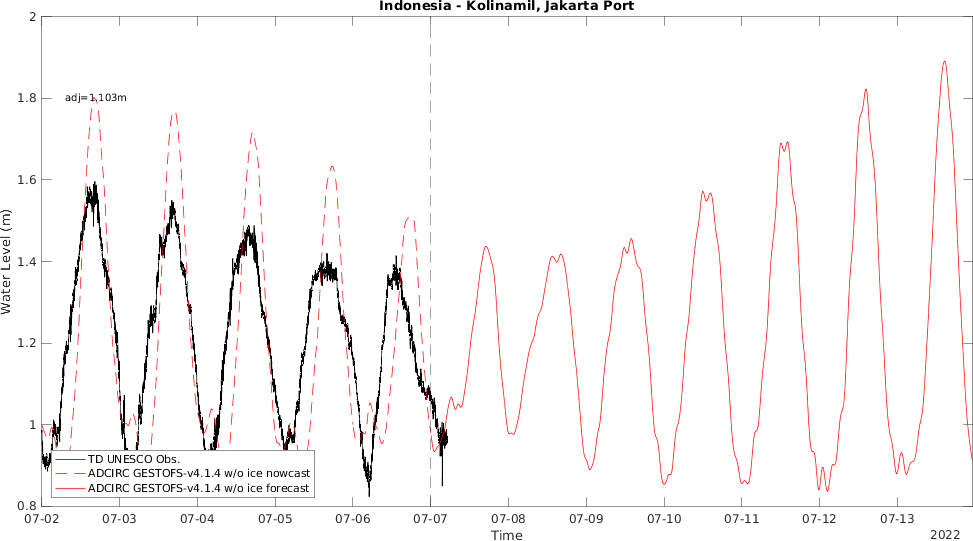 Indonesia - Kolinamil, Jakarta Port
2
1.8
1.6
1.4
1.2
1
0.8
Water Level (m)
adj=1.103m
TD UNESCO Obs.
ADCIRC GESTOFS-v4.1.4 w/o ice nowcast
ADCIRC GESTOFS-v4.1.4 w/o ice forecast
07-02 07-03 07-04 07-05 07-06 07-07 07-08 07-09 07-10 07-11 07-12 07-13
Time
2022